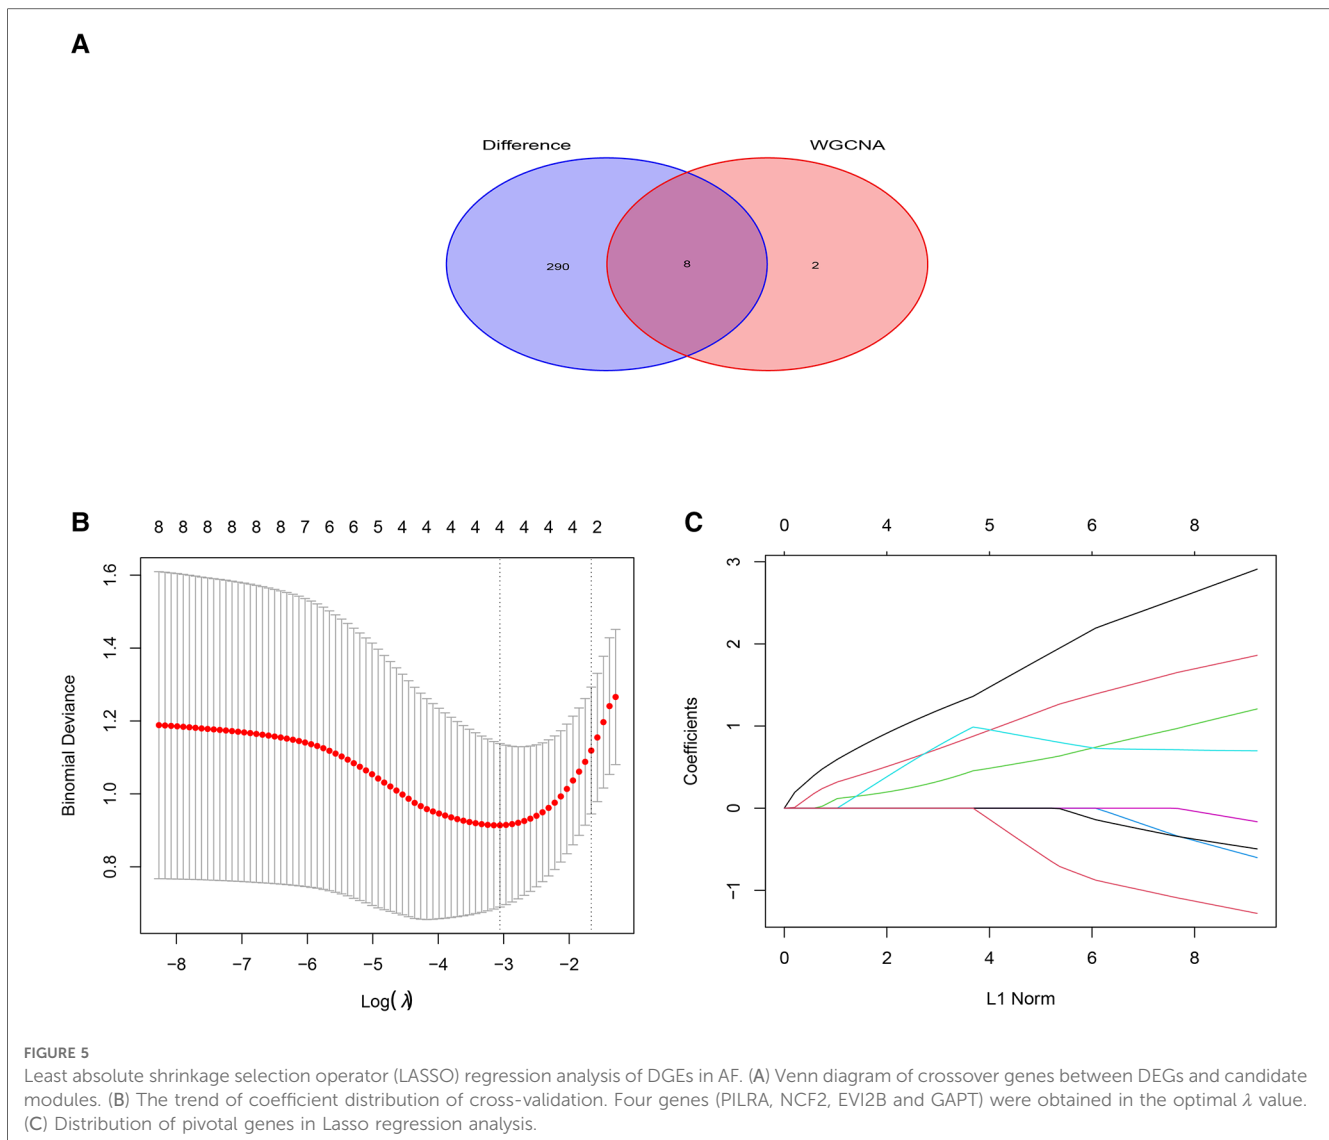 A
Difference
WGCNA
290
8
2
B
8 8 8 8 8 8 7 6 6 5 4 4 4 4 4 4 4 4 2
1.6
1.4
1.2
1.0
0.8
Binomial Deviance
−8 −7 −6 −5 −4 −3 −2
Log(λ)
C
0 4 5 6 8
3
2
1
0
−1
Coefficients
0 2 4 6 8
L1 Norm
FIGURE 5
Least absolute shrinkage selection operator (LASSO) regression analysis of DGEs in AF. (A) Venn diagram of crossover genes between DEGs and candidate
modules. (B) The trend of coefficient distribution of cross-validation. Four genes (PILRA, NCF2, EVI2B and GAPT) were obtained in the optimal λ value.
(C) Distribution of pivotal genes in Lasso regression analysis.